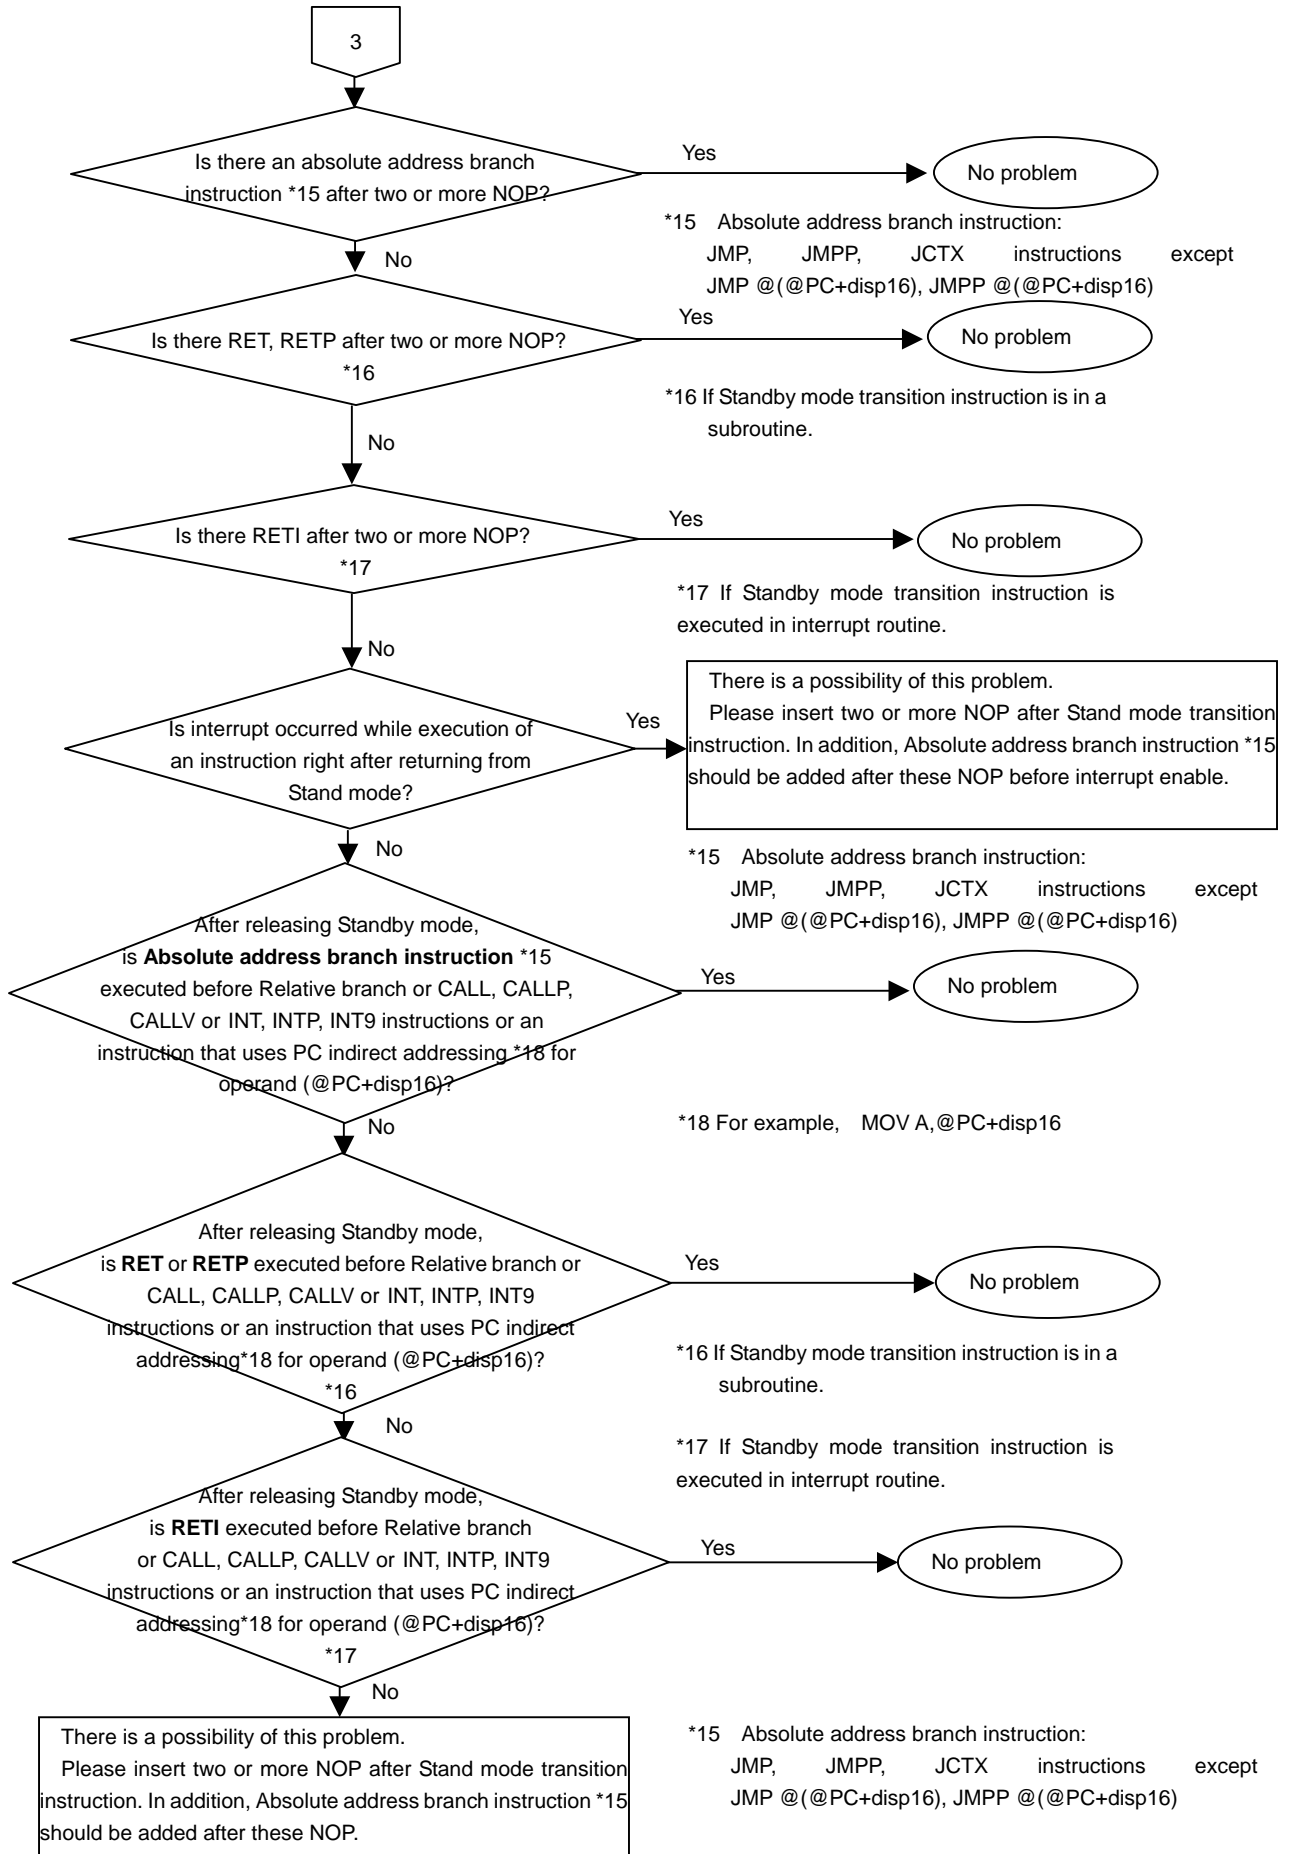 3
Is there an absolute address branch
instruction *15 after two or more NOP?
Yes
No problem
*15 Absolute address branch instruction:
JMP, JMPP, JCTX instructions except
JMP @(@PC+disp16), JMPP @(@PC+disp16)
No
Is there RET, RETP after two or more NOP?
*16
Yes
No problem
*16 If Standby mode transition instruction is in a
subroutine.
No
Is there RETI after two or more NOP?
*17
Yes
No problem
*17 If Standby mode transition instruction is
executed in interrupt routine.
No
Is interrupt occurred while execution of
an instruction right after returning from
Stand mode?
Yes
There is a possibility of this problem.
Please insert two or more NOP after Stand mode transition
instruction. In addition, Absolute address branch instruction *15
should be added after these NOP before interrupt enable.
No
*15 Absolute address branch instruction:
JMP, JMPP, JCTX instructions except
JMP @(@PC+disp16), JMPP @(@PC+disp16)
After releasing Standby mode,
is Absolute address branch instruction *15
executed before Relative branch or CALL, CALLP,
CALLV or INT, INTP, INT9 instructions or an
instruction that uses PC indirect addressing *18 for
operand (@PC+disp16)?
Yes
No problem
No
*18 For example, MOV A,@PC+disp16
After releasing Standby mode,
is RET or RETP executed before Relative branch or
CALL, CALLP, CALLV or INT, INTP, INT9
instructions or an instruction that uses PC indirect
addressing*18 for operand (@PC+disp16)?
*16
Yes
No problem
*16 If Standby mode transition instruction is in a
subroutine.
No
*17 If Standby mode transition instruction is
executed in interrupt routine.
After releasing Standby mode,
is RETI executed before Relative branch
or CALL, CALLP, CALLV or INT, INTP, INT9
instructions or an instruction that uses PC indirect
addressing*18 for operand (@PC+disp16)?
*17
Yes
No problem
No
There is a possibility of this problem.
Please insert two or more NOP after Stand mode transition
instruction. In addition, Absolute address branch instruction *15
should be added after these NOP.
*15 Absolute address branch instruction:
JMP, JMPP, JCTX instructions except
JMP @(@PC+disp16), JMPP @(@PC+disp16)